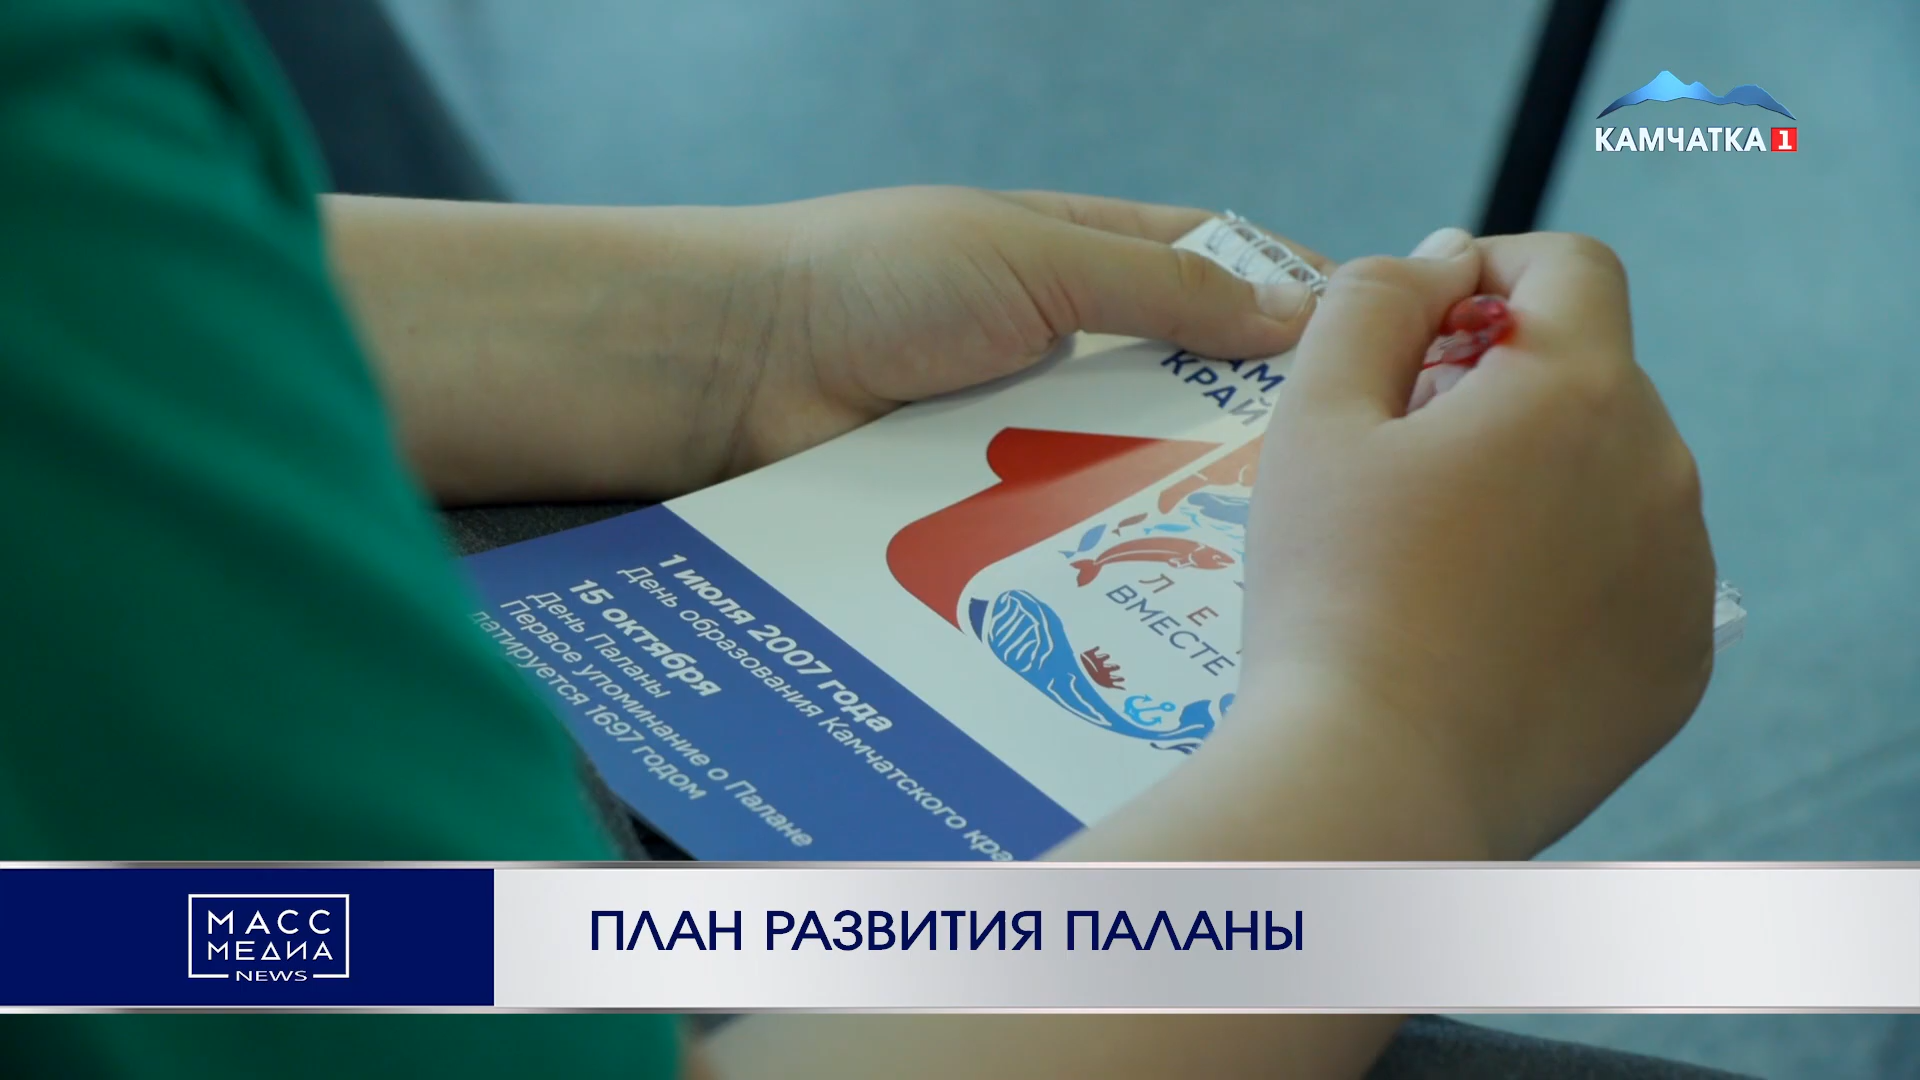 КАМЧАТКА 1
КРАЙ
ВМЕСТЕ
1 июля 2007 года
День образования Камчатского
15 октября
День Паланы
Первое упоминание о Палане
датируется 1697 годом
МАСС
МЕДИА
NEWS
ПЛАН РАЗВИТИЯ ПАЛАНЫ